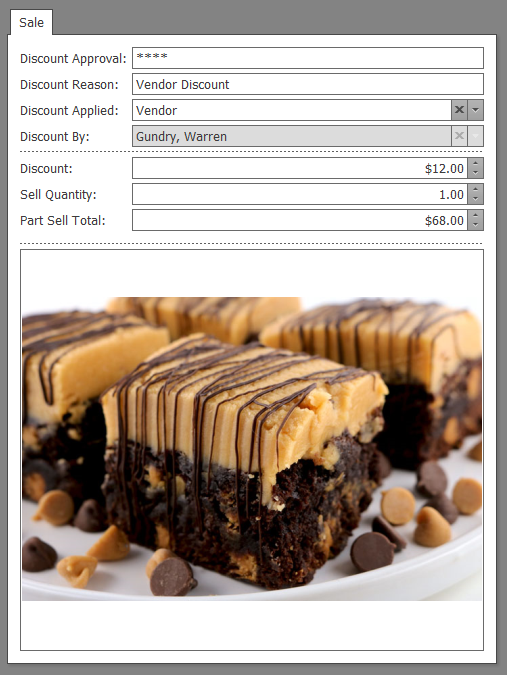 Sale
Discount Approval: ****
Discount Reason: Vendor Discount
Discount Applied: Vendor
Discount By: Gundry, Warren
Discount: $12.00
Sell Quantity: 1.00
Part Sell Total: $68.00